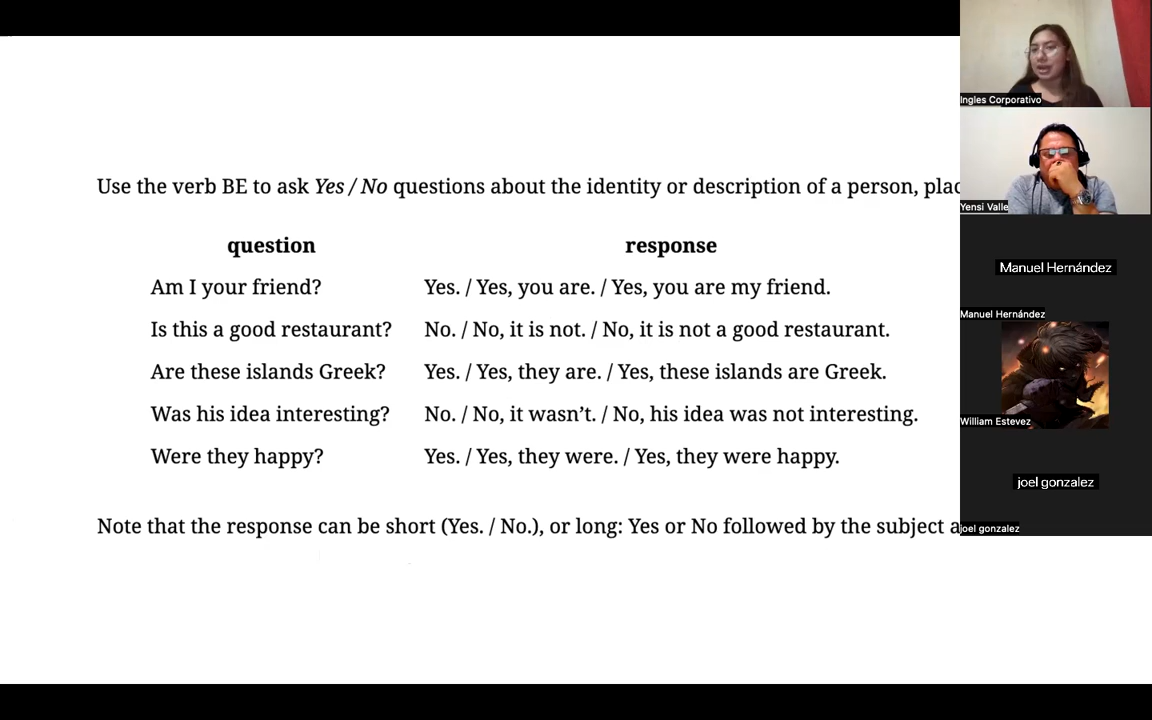 Use the verb BE to ask Yes / No questions about the identity or description of a person, plac
question response
Am I your friend? Yes. / Yes, you are. / Yes, you are my friend.
Is this a good restaurant? No. / No, it is not. / No, it is not a good restaurant.
Are these islands Greek? Yes. / Yes, they are. / Yes, these islands are Greek.
Was his idea interesting? No. / No, it wasn’t. / No, his idea was not interesting.
Were they happy? Yes. / Yes, they were. / Yes, they were happy.
Note that the response can be short (Yes. / No.), or long: Yes or No followed by the subject a
Ingles Corporativo
Yensi Valle
Manuel Hernández
Manuel Hernández
William Estevez
joel gonzalez
joel gonzalez